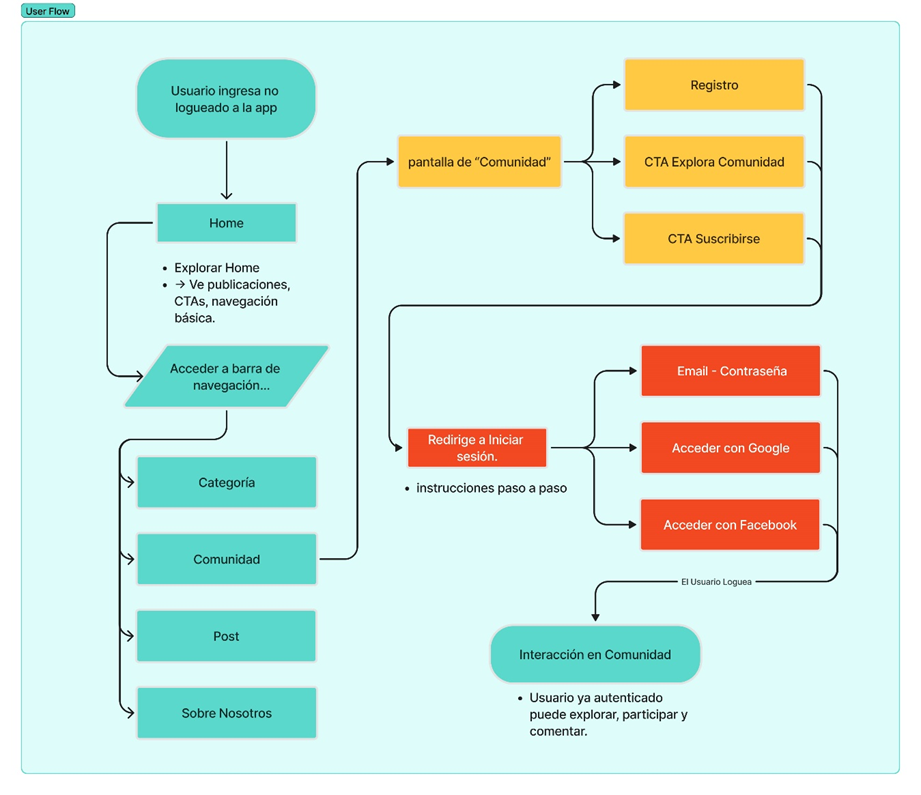 User Flow
Usuario ingresa no
logueado a la app
Home
• Explorar Home
• → Ve publicaciones,
CTAs, navegación
básica.
Acceder a barra de
navegación...
Categoría
Comunidad
Post
Sobre Nosotros
pantalla de “Comunidad”
Registro
CTA Explora Comunidad
CTA Suscribirse
Redirige a Iniciar
sesión.
• instrucciones paso a paso
Email - Contraseña
Acceder con Google
Acceder con Facebook
El Usuario Loguea
Interacción en Comunidad
• Usuario ya autenticado
puede explorar, participar y
comentar.